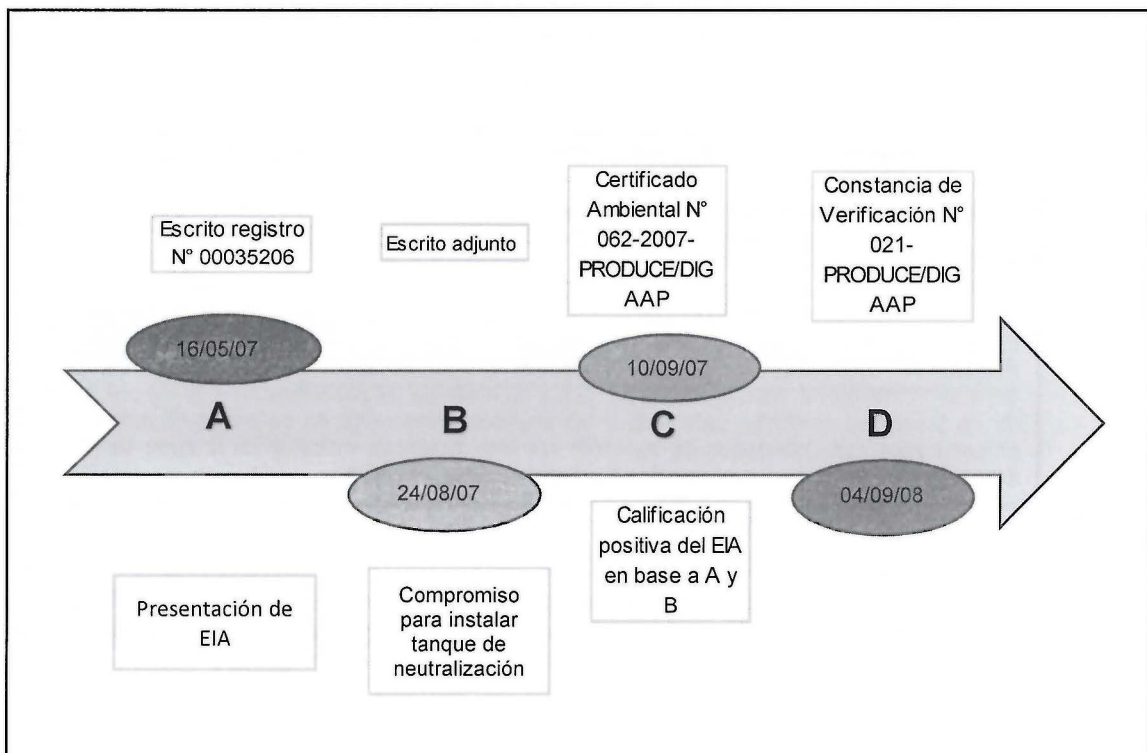 Escrito registro
N° 00035206
Escrito adjunto
Certificado
Ambiental N°
062-2007-
PRODUCE/DIG
AAP
Constancia de
Verificación N°
021-
PRODUCE/DIG
AAP
16/05/07
10/09/07
A
B
C
D
24/08/07
04/09/08
Presentación de
EIA
Compromiso
para instalar
tanque de
neutralización
Calificación
positiva del EIA
en base a A y
B